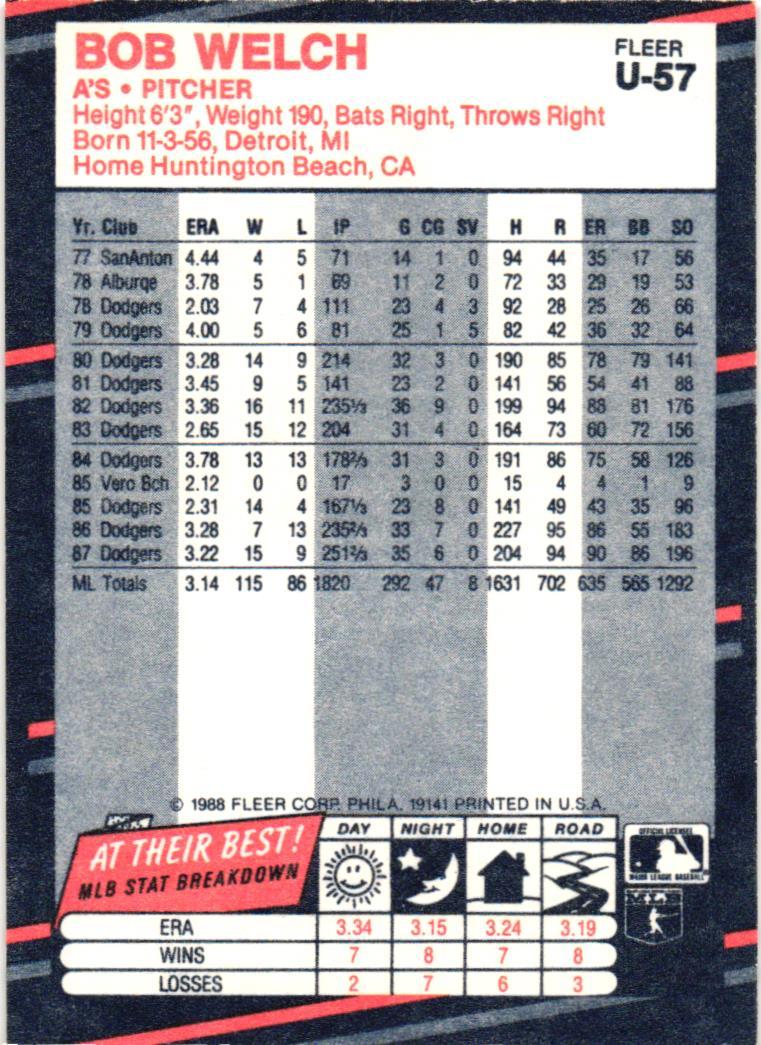 BOB WELCH
FLEER
U-57
A'S • PITCHER
Height 6'3", Weight 190, Bats Right, Throws Right
Born 11-3-56, Detroit, MI
Home Huntington Beach, CA
Yr. Club ERA W L IP G CG SV H R ER BB SO
77 SanAnton 4.44 4 5 71 14 1 0 94 44 35 17 56
78 Alburqe 3.78 5 1 69 11 2 0 72 33 29 19 53
78 Dodgers 2.03 7 4 111 23 4 3 92 28 25 26 66
79 Dodgers 4.00 5 6 81 25 1 5 82 42 36 32 64
80 Dodgers 3.28 14 9 214 32 3 0 190 85 78 79 141
81 Dodgers 3.45 9 5 141 23 2 0 141 56 54 41 88
82 Dodgers 3.36 16 11 235⅓ 36 9 0 199 94 88 81 176
83 Dodgers 2.65 15 12 204 31 4 0 164 73 60 72 156
84 Dodgers 3.78 13 13 178⅔ 31 3 0 191 86 75 58 126
85 Vero Bch 2.12 0 0 17 3 0 0 15 4 4 1 9
85 Dodgers 2.31 14 4 167⅓ 23 8 0 141 49 43 35 96
86 Dodgers 3.28 7 13 235⅔ 33 7 0 227 95 86 55 183
87 Dodgers 3.22 15 9 251⅔ 35 6 0 204 94 90 86 196
ML Totals 3.14 115 86 1820 292 47 8 1631 702 635 565 1292
© 1988 FLEER CORP. PHILA. 19141 PRINTED IN U.S.A.
AT THEIR BEST!
MLB STAT BREAKDOWN
DAY NIGHT HOME ROAD
OFFICIAL LICENSEE
MAJOR LEAGUE BASEBALL
MLB
ERA 3.34 3.15 3.24 3.19
WINS 7 8 7 8
LOSSES 2 7 6 3